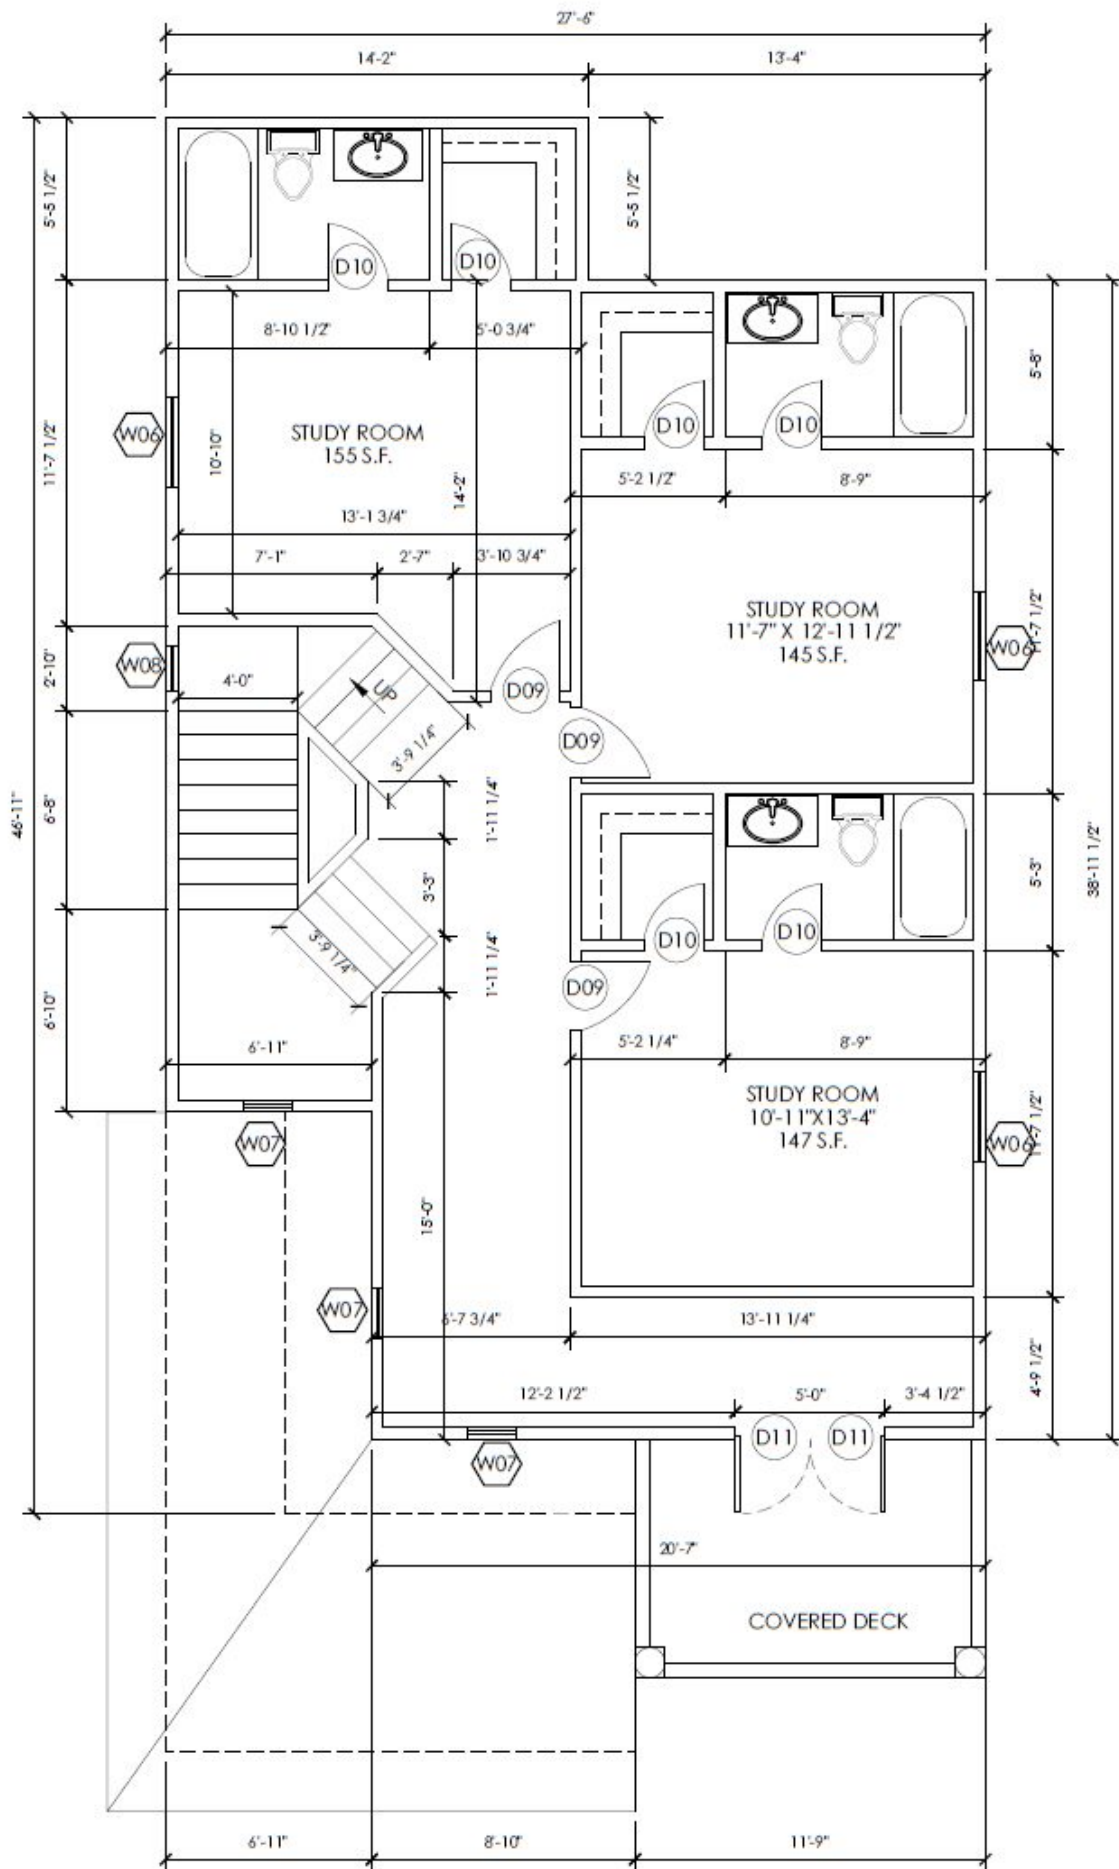 27'-6"
14'-2"
13'-4"
5'-5 1/2"
5'-5 1/2"
D10
D10
8'-10 1/2"
5'-0 3/4"
5'-8"
W06
STUDY ROOM
155 S.F.
D10
D10
11'-7 1/2"
10'-10"
14'-2"
5'-2 1/2"
8'-9"
13'-1 3/4"
7'-1"
2'-7"
3'-10 3/4"
STUDY ROOM
11'-7" X 12'-11 1/2"
145 S.F.
W06
11'-7 1/2"
W08
2'-10"
4'-0"
UP
D09
D09
3'-9 1/4"
46'-11"
6'-8"
1'-11 1/4"
38'-11 1/2"
3'-3"
5'-3"
D10
D10
3'-9 1/4"
1'-11 1/4"
D09
6'-10"
6'-11"
5'-2 1/4"
8'-9"
STUDY ROOM
10'-11"X13'-4"
147 S.F.
W07
W06
11'-7 1/2"
15'-0"
W07
6'-7 3/4"
13'-11 1/4"
4'-9 1/2"
12'-2 1/2"
5'-0"
3'-4 1/2"
D11
D11
W07
20'-7"
COVERED DECK
6'-11"
8'-10"
11'-9"